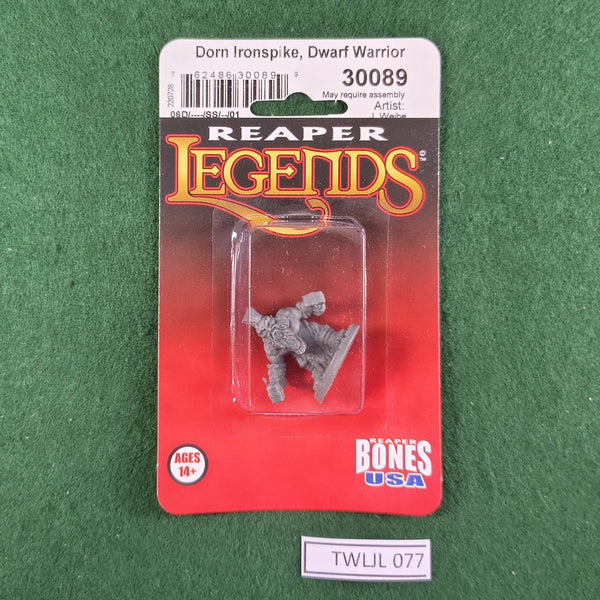 Dorn Ironspike, Dwarf Warrior
7 62486 30089 9
30089
220728
May require assembly
Artist:
06D/----/SS/--/01
J. Weibe
REAPER
LEGENDS
AGES
14+
REAPER
BONES
USA
TWLJL 077